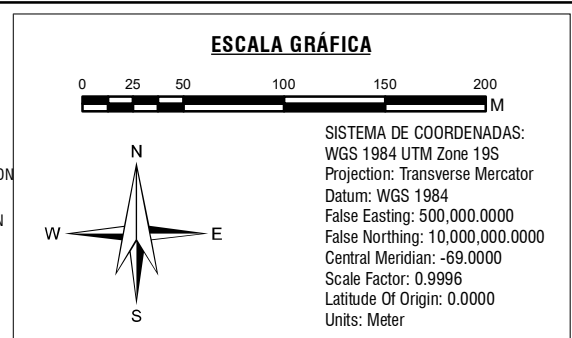 ESCALA GRÁFICA
0 25 50 100 150 200
M
SISTEMA DE COORDENADAS:
WGS 1984 UTM Zone 19S
Projection: Transverse Mercator
Datum: WGS 1984
False Easting: 500,000.0000
False Northing: 10,000,000.0000
Central Meridian: -69.0000
Scale Factor: 0.9996
Latitude Of Origin: 0.0000
Units: Meter
N
W E
S
ON
N